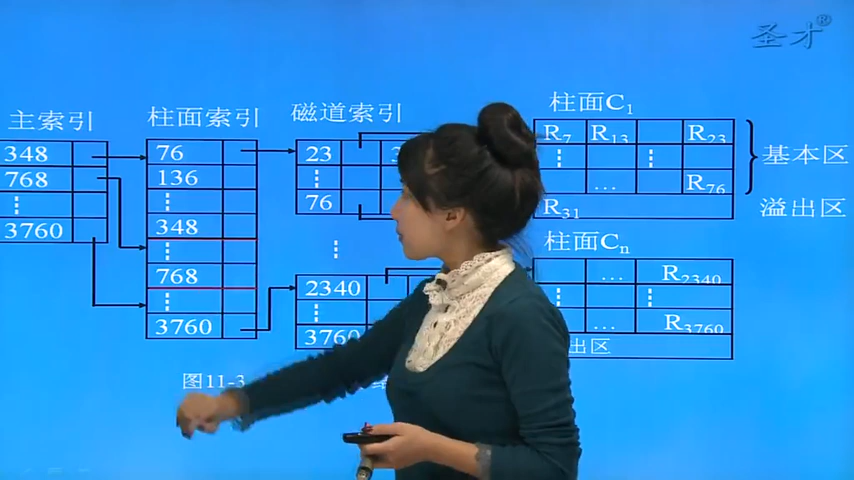 圣才®
主索引
柱面索引
磁道索引
柱面C1
348
768
3760
76
136
348
768
3760
23
76
2340
3760
R7 R13 R23
R76
R31
基本区
溢出区
柱面Cn
… R2340
… R3760
出区
图11-3